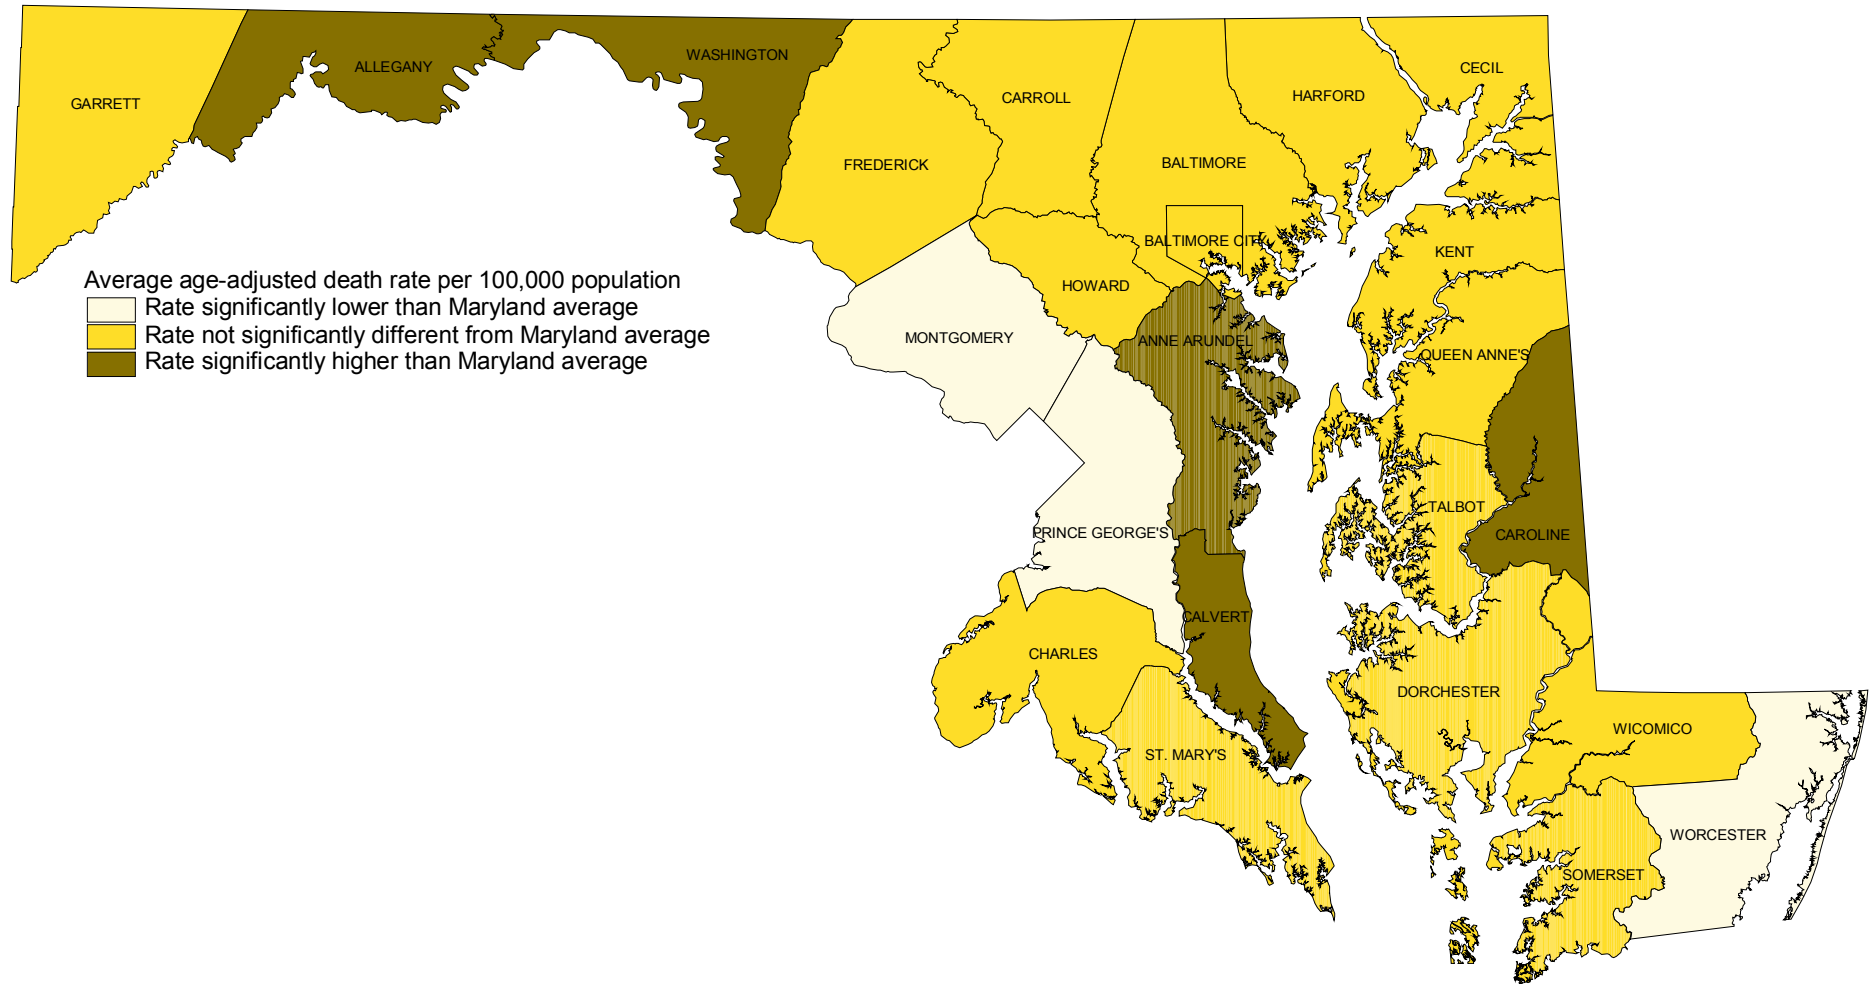 WASHINGTON
ALLEGANY
CECIL
GARRETT
CARROLL
HARFORD
FREDERICK
BALTIMORE
BALTIMORE CITY
KENT
Average age-adjusted death rate per 100,000 population
HOWARD
Rate significantly lower than Maryland average
Rate not significantly different from Maryland average
MONTGOMERY
ANNE ARUNDEL
QUEEN ANNE'S
Rate significantly higher than Maryland average
TALBOT
PRINCE GEORGE'S
CAROLINE
CALVERT
CHARLES
DORCHESTER
WICOMICO
ST. MARY'S
WORCESTER
SOMERSET